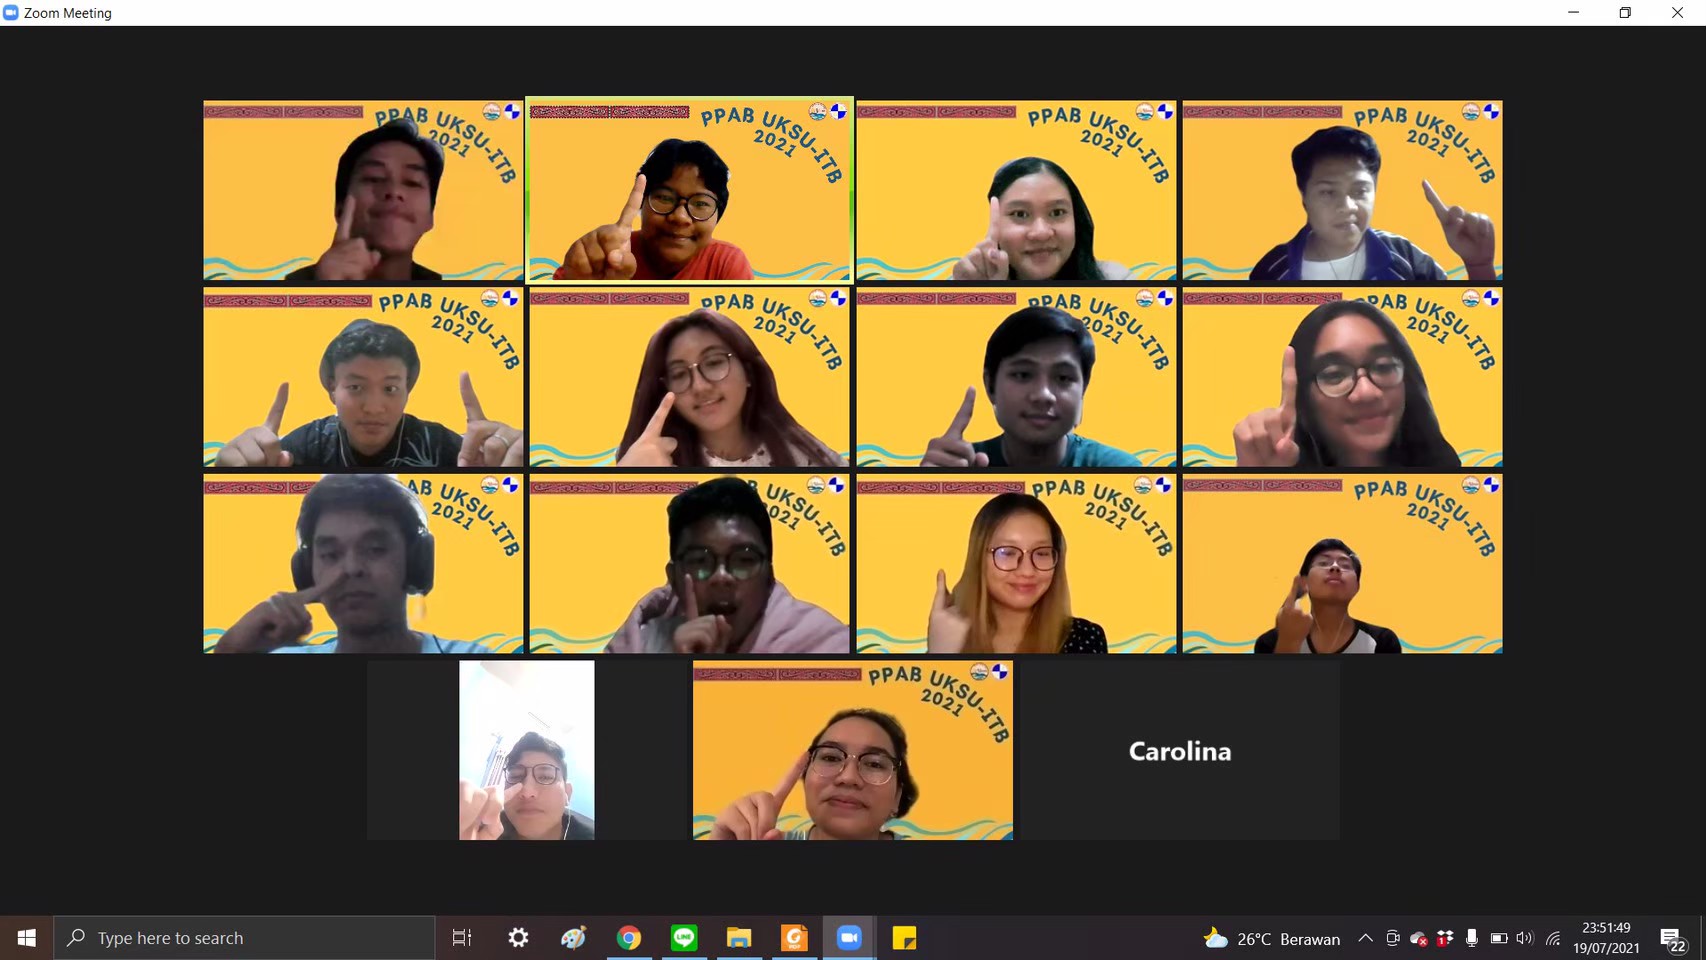 Zoom Meeting
PPAB UKSU-ITB
2021
PPAB UKSU-ITB
2021
PPAB UKSU-ITB
2021
PPAB UKSU-ITB
2021
PPAB UKSU-ITB
2021
PPAB UKSU-ITB
2021
PPAB UKSU-ITB
2021
PPAB UKSU-ITB
2021
AB UKSU-ITB
2021
UKSU-ITB
2021
PPAB UKSU-ITB
2021
PPAB UKSU-ITB
2021
PPAB UKSU-ITB
2021
Carolina
Type here to search
LINE
26°C Berawan
23:51:49
19/07/2021
22